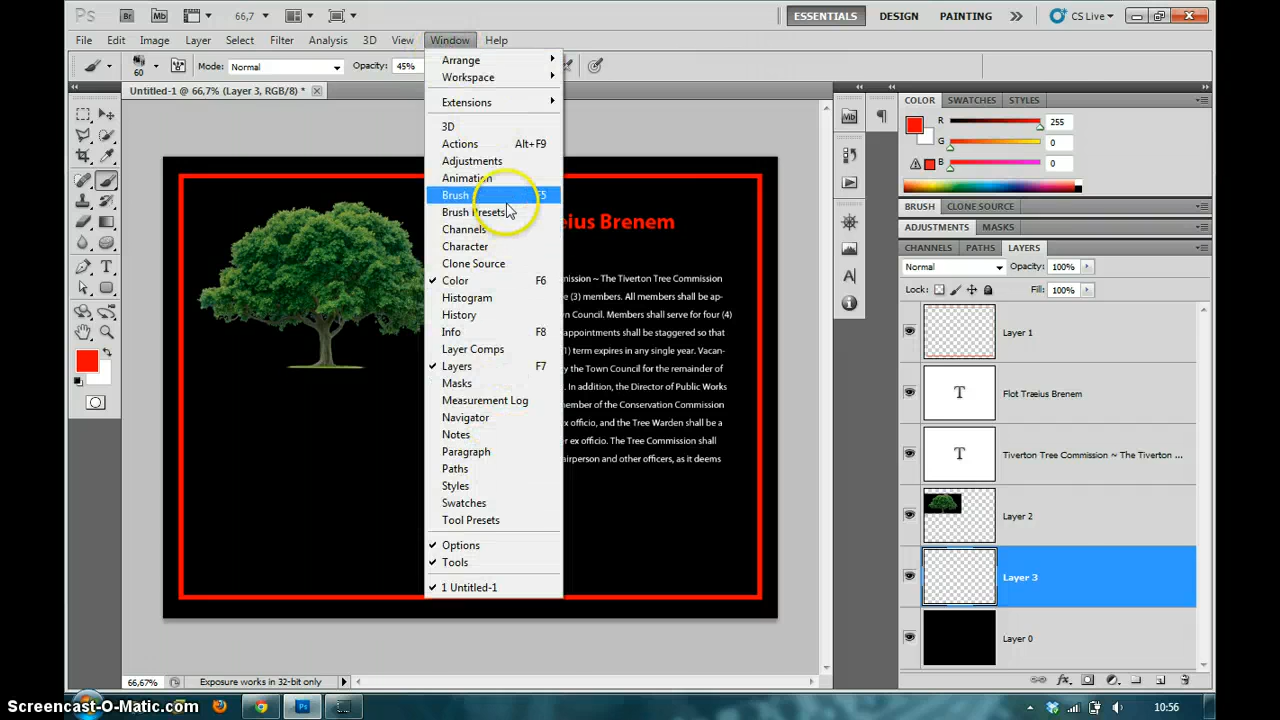 Ps Br Mb 66,7 ESSENTIALS DESIGN PAINTING CS Live
File Edit Image Layer Select Filter Analysis 3D View Window Help
60 Mode: Normal Opacity: 45%
Untitled-1 @ 66,7% (Layer 3, RGB/8) *
Arrange
Workspace
Extensions
3D
Actions Alt+F9
Adjustments
Animation
Brush F5
Brush Presets
Channels
Character
Clone Source
Color F6
Histogram
History
Info F8
Layer Comps
Layers F7
Masks
Measurement Log
Navigator
Notes
Paragraph
Paths
Styles
Swatches
Tool Presets
Options
Tools
1 Untitled-1
eius Brenem
mission ~ The Tiverton Tree Commission
e (3) members. All members shall be ap-
n Council. Members shall serve for four (4)
appointments shall be staggered so that
1) term expires in any single year. Vacan-
y the Town Council for the remainder of
. In addition, the Director of Public Works
ember of the Conservation Commission
ex officio, and the Tree Warden shall be a
r ex officio. The Tree Commission shall
airperson and other officers, as it deems
Mb
COLOR SWATCHES STYLES
R 255
G 0
B 0
BRUSH CLONE SOURCE
ADJUSTMENTS MASKS
CHANNELS PATHS LAYERS
Normal Opacity: 100%
Lock: Fill: 100%
Layer 1
T Flot Træius Brenem
T Tiverton Tree Commission ~ The Tiverton ...
Layer 2
Layer 3
Layer 0
66,67% Exposure works in 32-bit only
Screencast-O-Matic.com
10:56